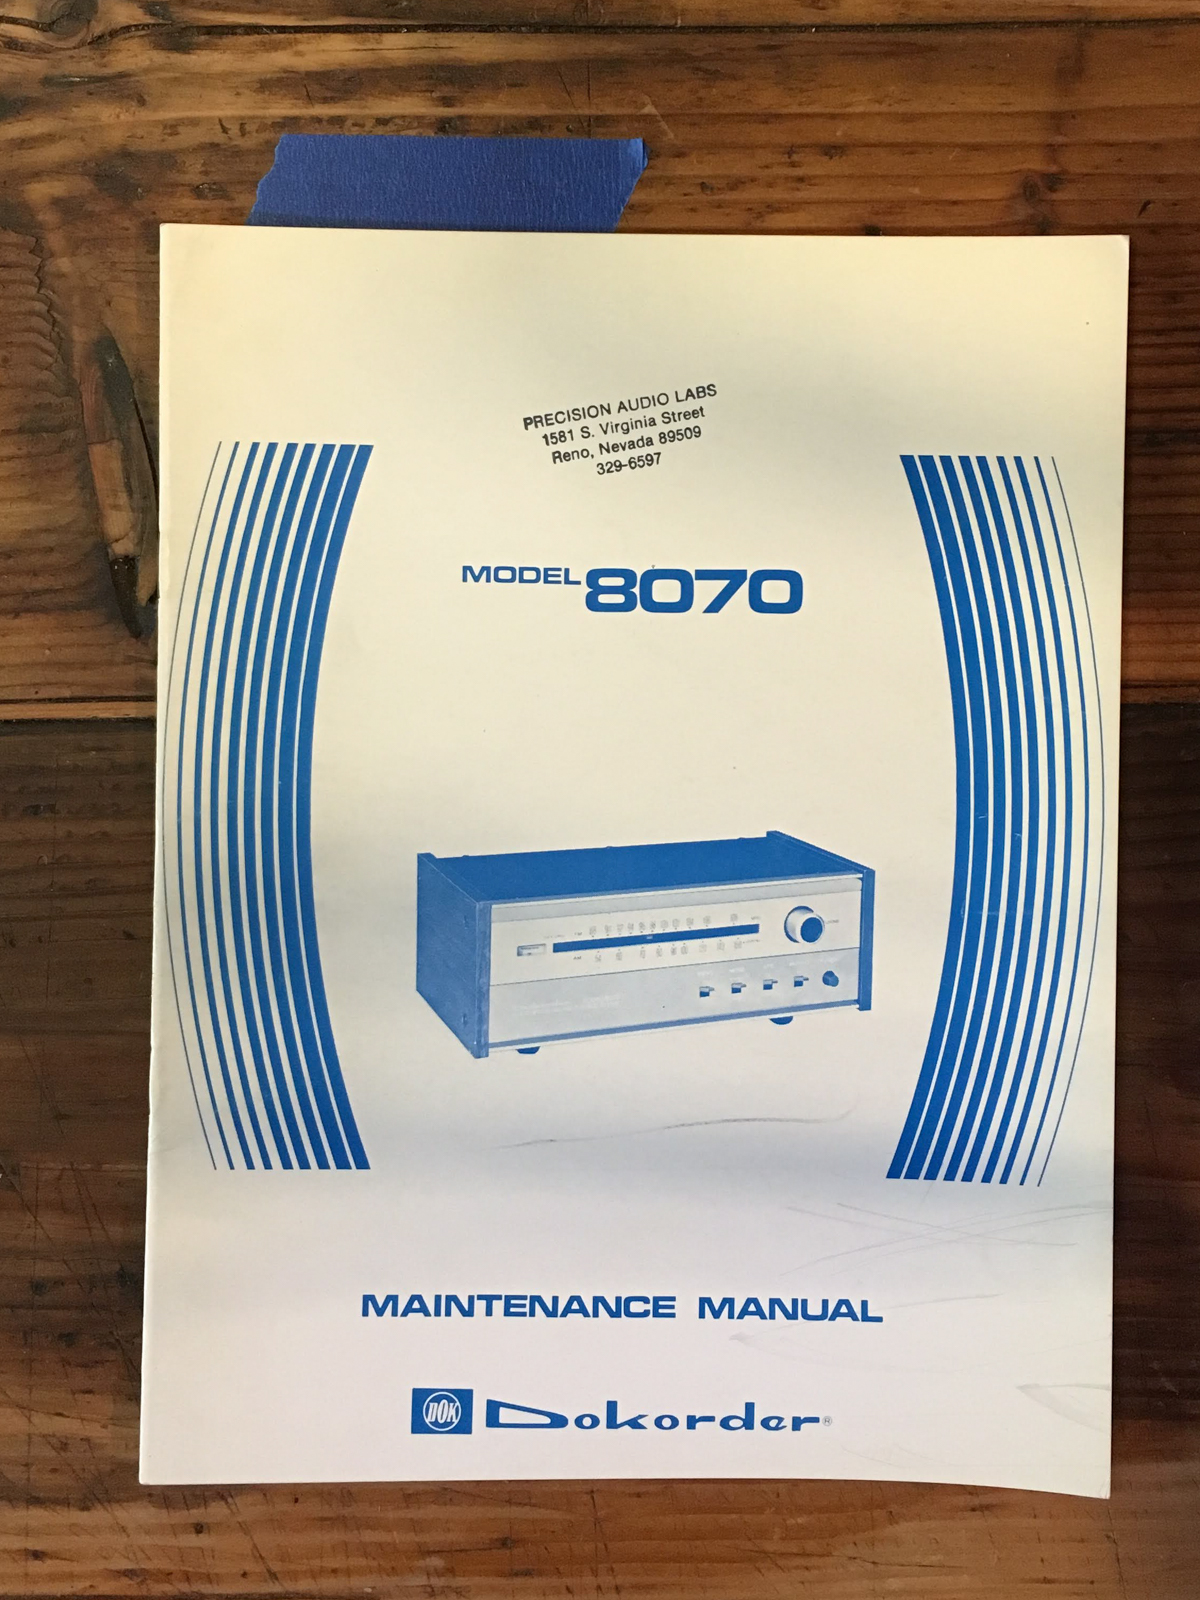 PRECISION AUDIO LABS
1581 S. Virginia Street
Reno, Nevada 89509
329-6597
MODEL 8070
MAINTENANCE MANUAL
DOK Dokorder®